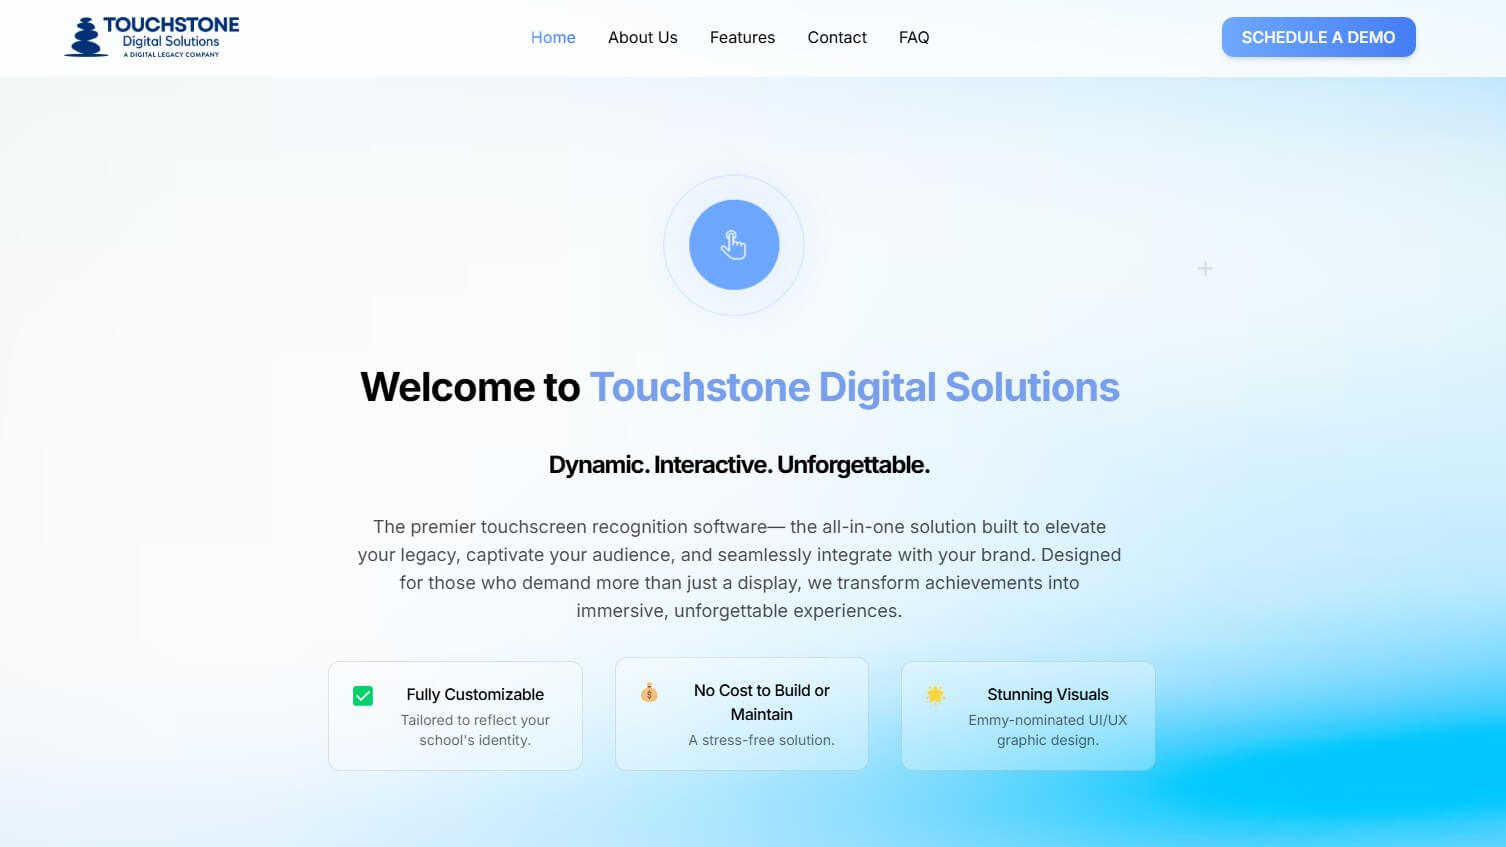 TOUCHSTONE
Digital Solutions
A DIGITAL LEGACY COMPANY
Home
About Us
Features
Contact
FAQ
SCHEDULE A DEMO
Welcome to Touchstone Digital Solutions
Dynamic. Interactive. Unforgettable.
The premier touchscreen recognition software— the all-in-one solution built to elevate
your legacy, captivate your audience, and seamlessly integrate with your brand. Designed
for those who demand more than just a display, we transform achievements into
immersive, unforgettable experiences.
Fully Customizable
Tailored to reflect your
school's identity.
No Cost to Build or
Maintain
A stress-free solution.
Stunning Visuals
Emmy-nominated UI/UX
graphic design.